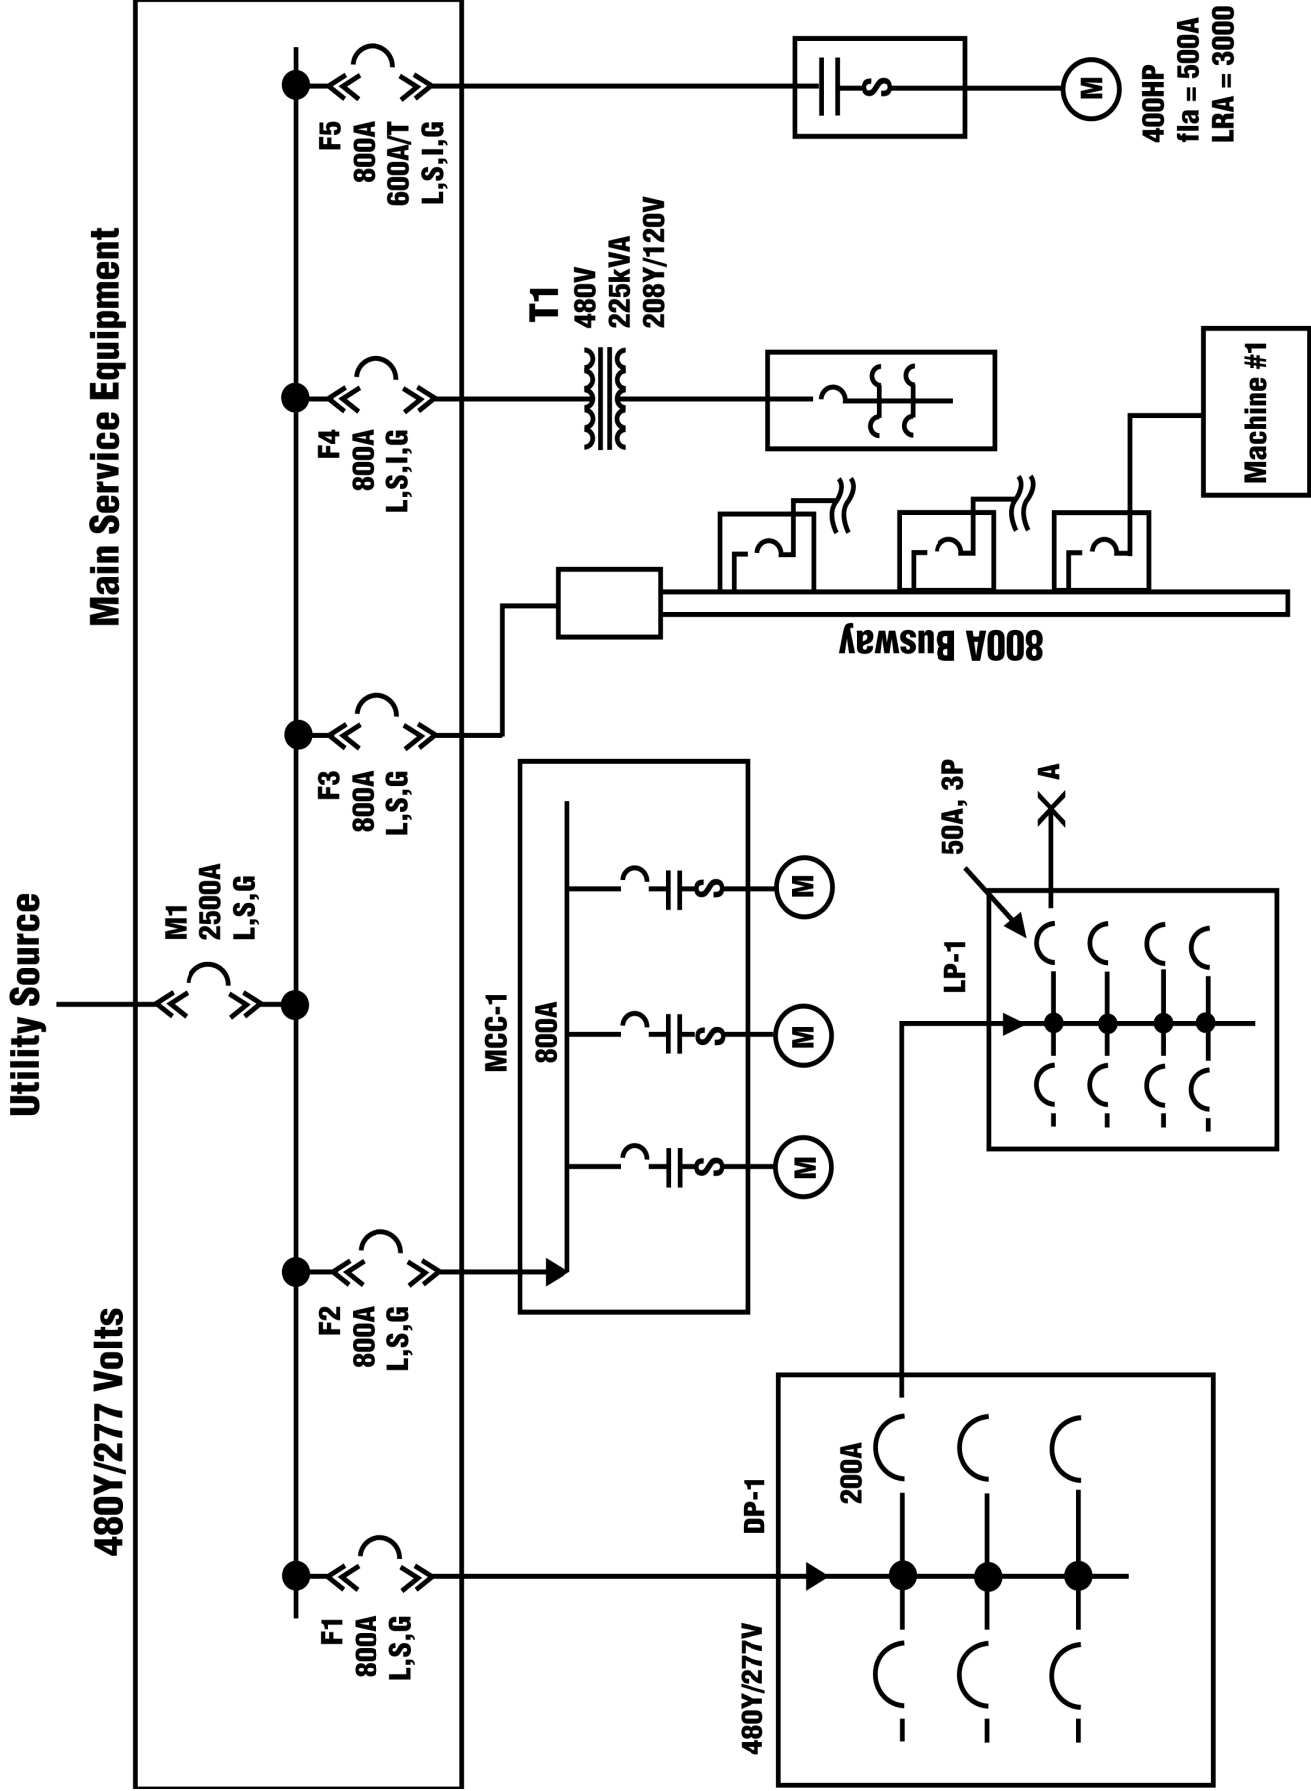 Utility Source
480Y/277 Volts
Main Service Equipment
M1
2500A
L,S,G
F1
800A
L,S,G
F2
800A
L,S,G
F3
800A
L,S,G
F4
800A
L,S,I,G
F5
800A
600A/T
L,S,I,G
MCC-1
800A
M
M
M
T1
480V
225kVA
208Y/120V
800A Busway
Machine #1
M
400HP
fla = 500A
LRA = 3000
480Y/277V
DP-1
200A
LP-1
50A, 3P
A